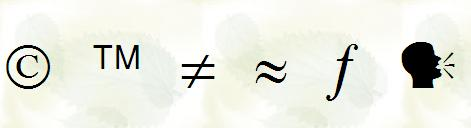 © ™ ≠ ≈ ƒ 🗣